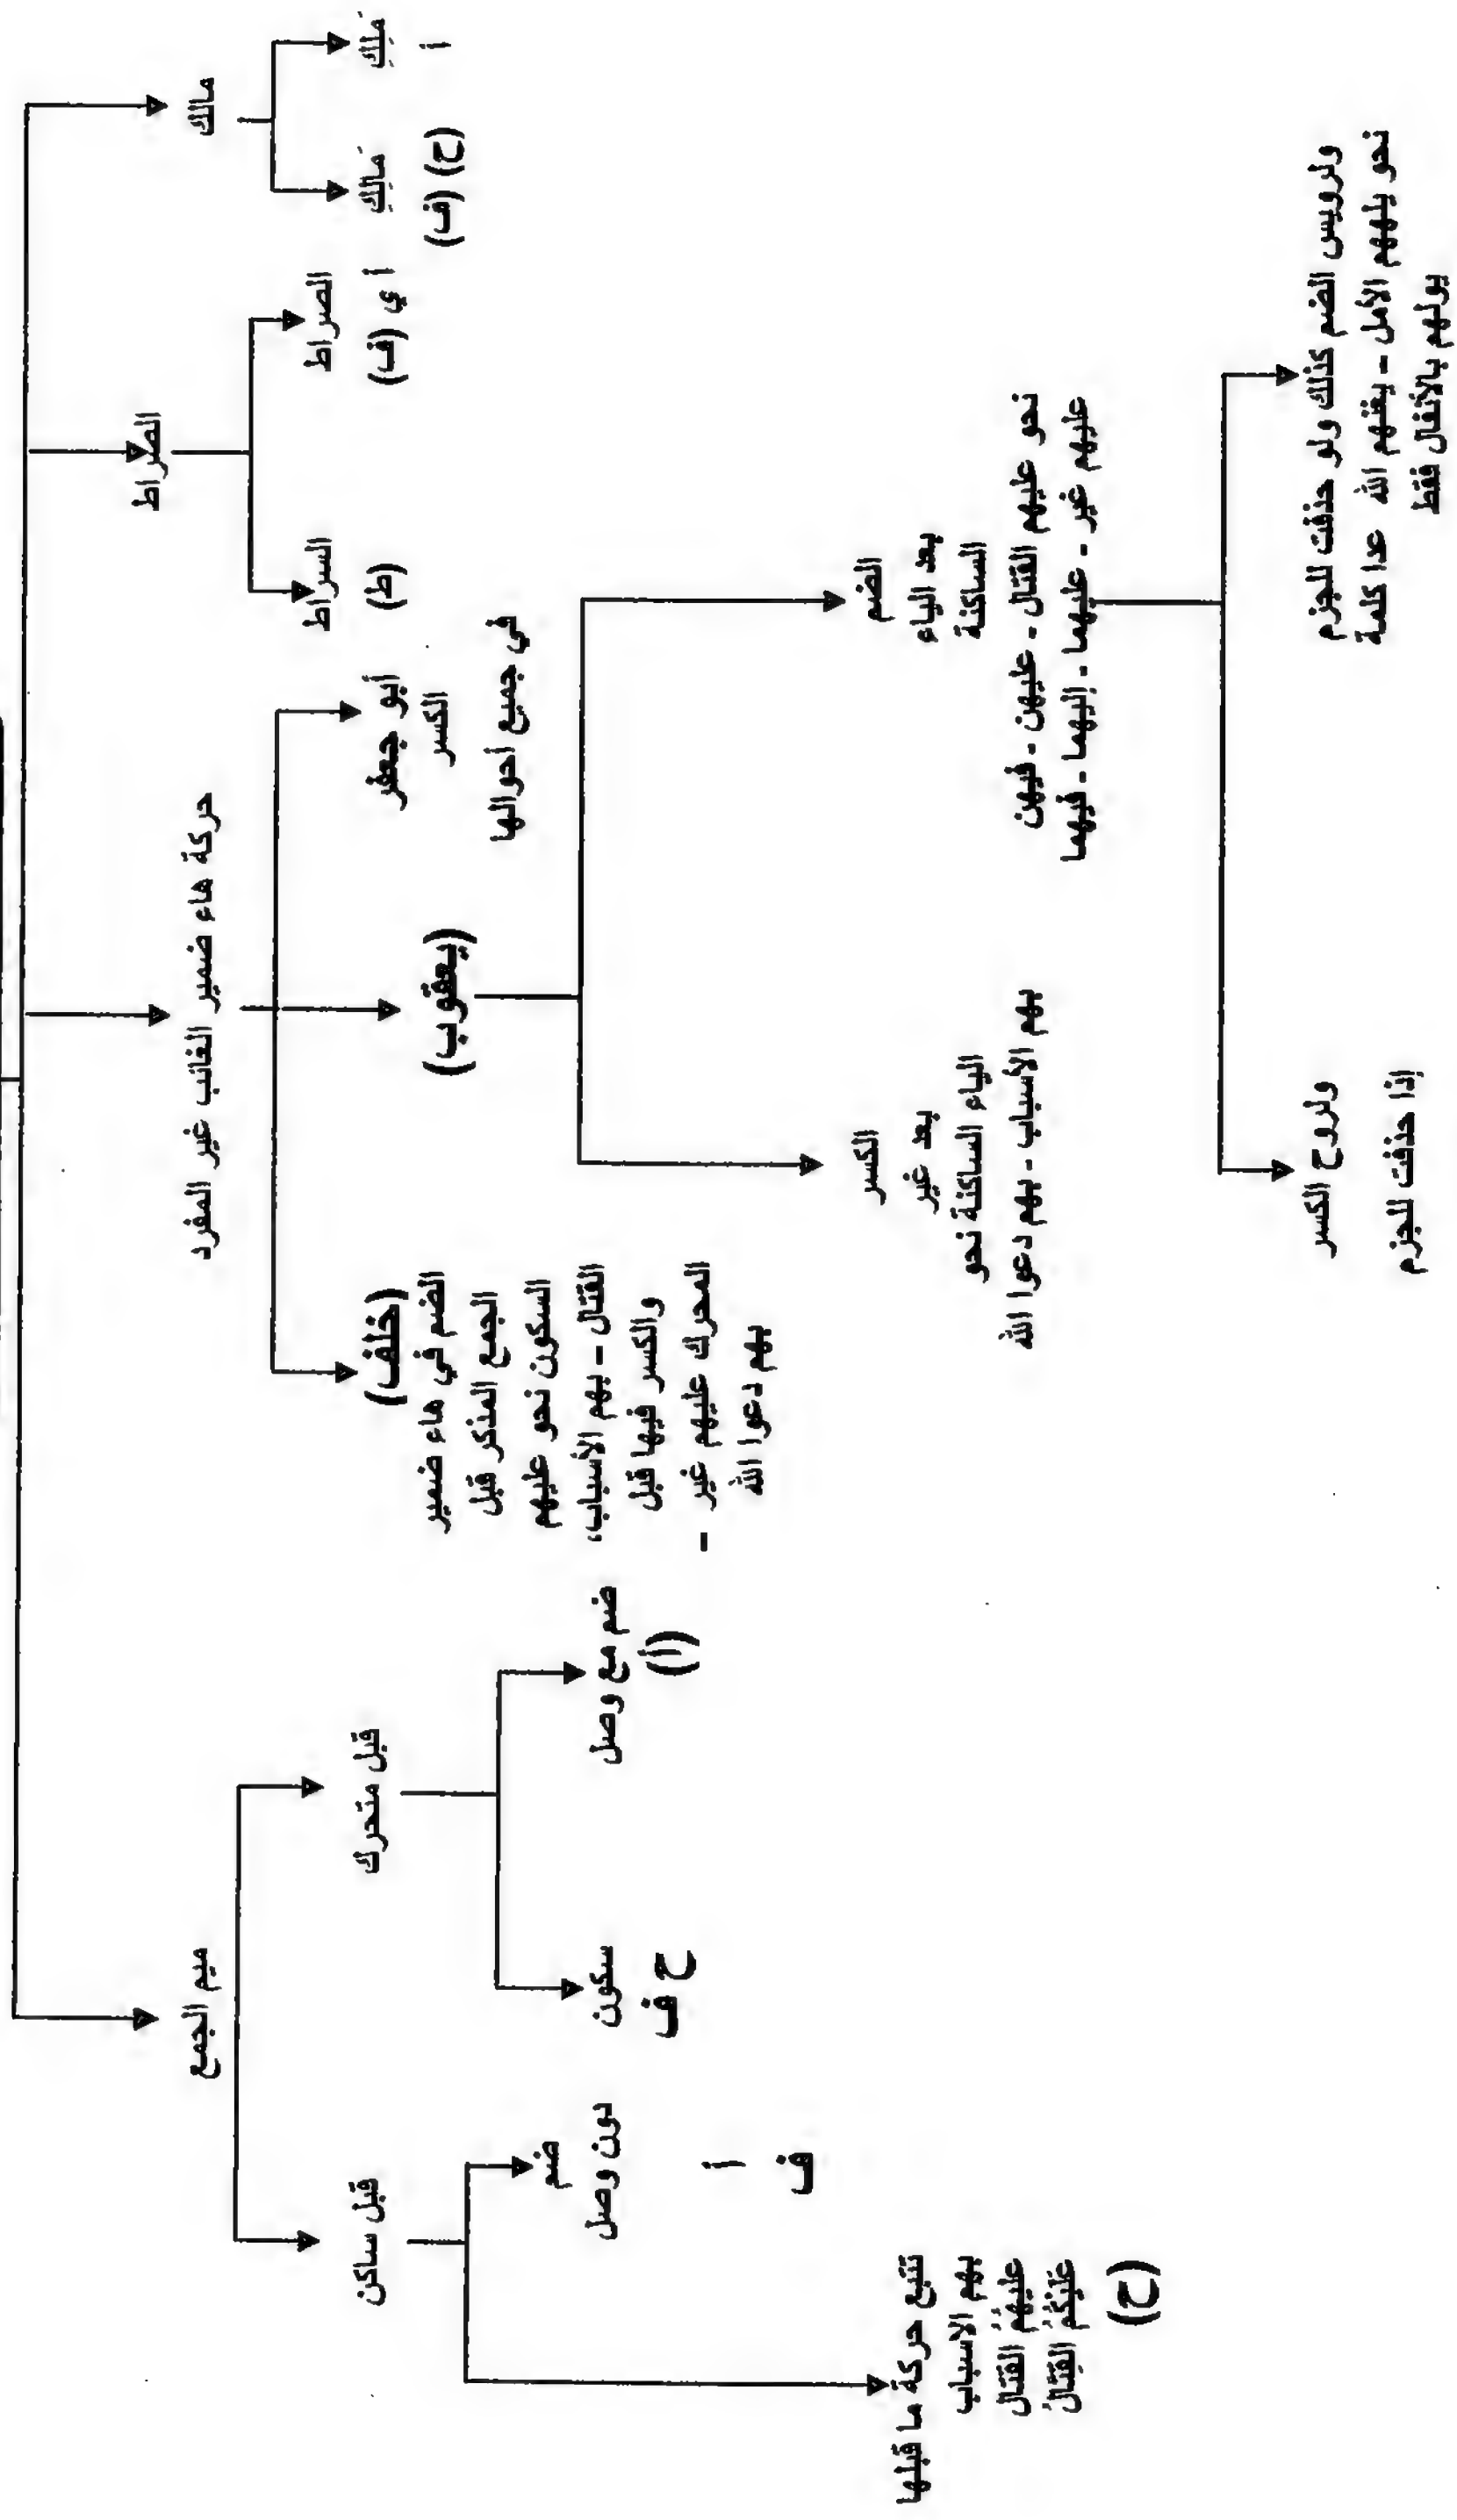 مالك
مَالِكِ
(ح) (ف)
مَلِكِ
أ
الصراط
الصراط
أ ي (ف)
السراط
(ط)
حركة هاء ضمير الغائب غير المفرد
أبو جعفر
الكسر
في جميع أحوالها
(يعقوب)
الضم
بعد الياء
الساكنة
نحو عليهم القتال - عليهن - فيهن
عليهم غير - عليهما - إليهما - فيهما
ولرويس الضم كذلك ولو حذفت للجزم
نحو يلههم الأمل - يغنهم الله عدا كلمة
يولهم بالأنفال فقط
ولروح الكسر
إذا حذفت للجزم
الكسر
بعد غير
الياء الساكنة نحو
بهم الأسباب - بهم دعوا الله
(خلف)
الضم في هاء ضمير
الجمع المذكر قبل
السكون نحو عليهم
القتال - بهم الأسباب،
والكسر فيها قبل
المحرك عليهم غير -
بهم دعوا الله
ميم الجمع
قبل متحرك
ضم مع وصل
(أ)
سكون
ح ف
قبل ساكن
ضم
دون وصل
أ
ف
تتبع حركة ما قبلها
بهم الأسباب
عليهُمُ القتال
عَليْكُمُ القِتَالُ
(ح)